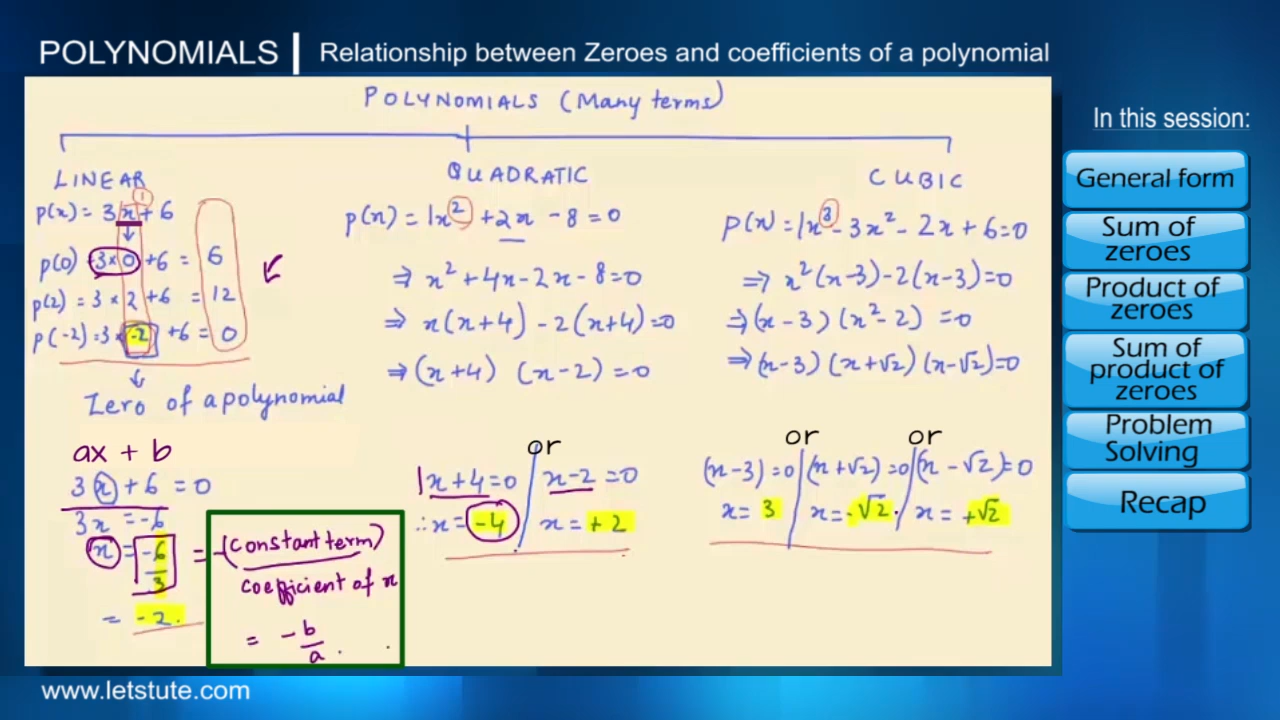 POLYNOMIALS | Relationship between Zeroes and coefficients of a polynomial
POLYNOMIALS (Many terms)
LINEAR
p(x) = 3x¹ + 6
p(0) = 3×0 +6 = 6
p(2) = 3 × 2 +6 = 12
p(-2) = 3 × -2 +6 = 0
Zero of a polynomial
ax + b
3x + 6 = 0
3x = -6
x = -6/3 = -(constant term)/coefficient of x
= -2.
= -b/a.
QUADRATIC
p(x) = 1x² + 2x - 8 = 0
⇒ x² + 4x - 2x - 8 = 0
⇒ x(x+4) - 2(x+4) = 0
⇒ (x+4) (x-2) = 0
or
1x + 4 = 0 / x - 2 = 0
∴ x = -4 / x = +2
CUBIC
p(x) = 1x³ - 3x² - 2x + 6 = 0
⇒ x²(x-3) - 2(x-3) = 0
⇒ (x-3) (x²-2) = 0
⇒ (x-3) (x+√2) (x-√2) = 0
or or
(x-3) = 0 / (x+√2) = 0 / (x-√2) = 0
x = 3 / x = -√2. / x = +√2
In this session:
General form
Sum of
zeroes
Product of
zeroes
Sum of
product of
zeroes
Problem
Solving
Recap
www.letstute.com